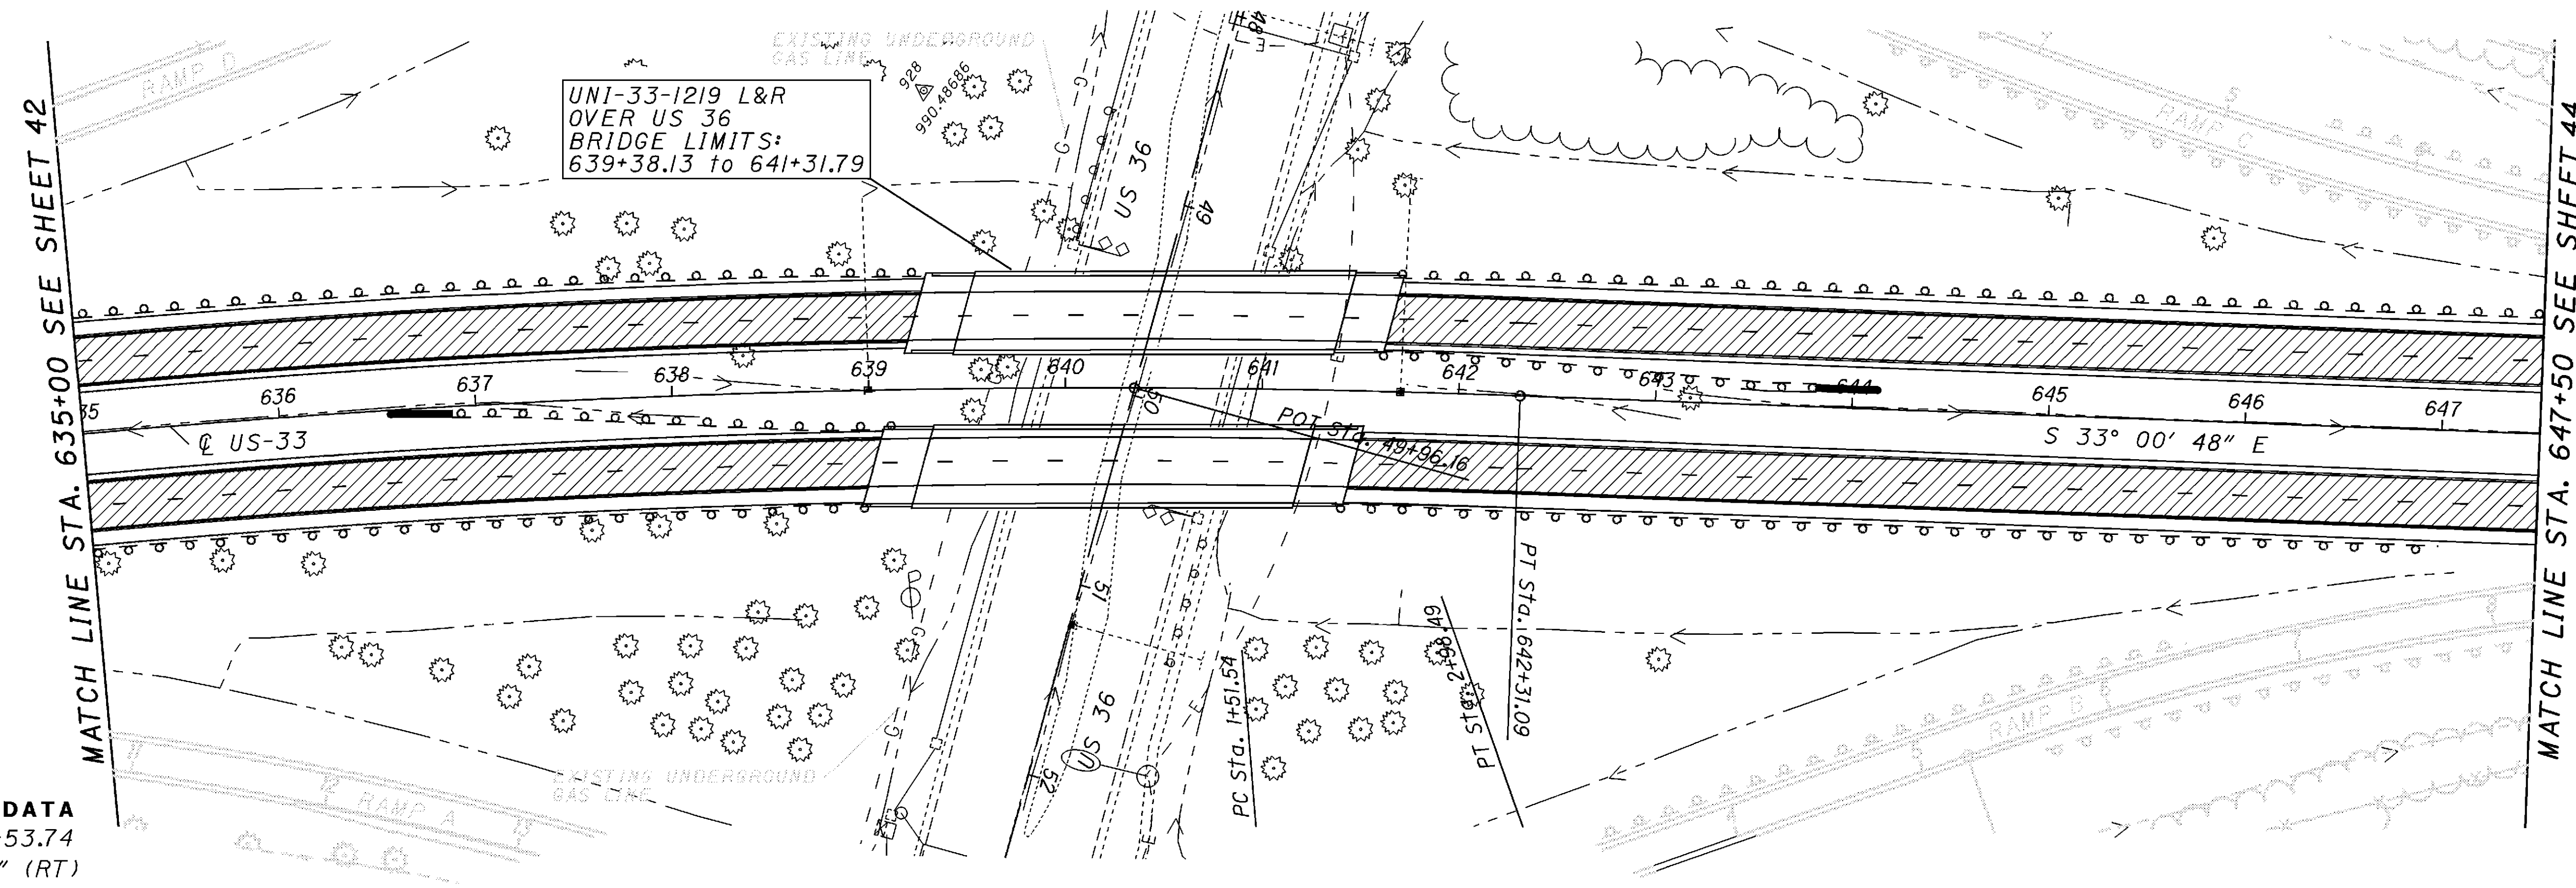 EXISTING UNDERGROUND
GAS LINE
RAMP D
928
990.48686
48
E
RAMP C
UNI-33-1219 L&R
OVER US 36
BRIDGE LIMITS:
639+38.13 to 641+31.79
G
G
US 36
49
MATCH LINE STA. 635+00 SEE SHEET 42
MATCH LINE STA. 647+50 SEE SHEET 44
35
636
637
638
639
640
641
642
643
644
645
646
647
℄ US-33
50
POT Sta. 49+96.16
S 33° 00' 48" E
51
PT Sta. 642+31.09
PC Sta. 1+51.54
PT Sta. 2+98.49
G
G
US 36
E
52
E
EXISTING UNDERGROUND
GAS LINE
RAMP A
RAMP B
DATA
53.74
" (RT)